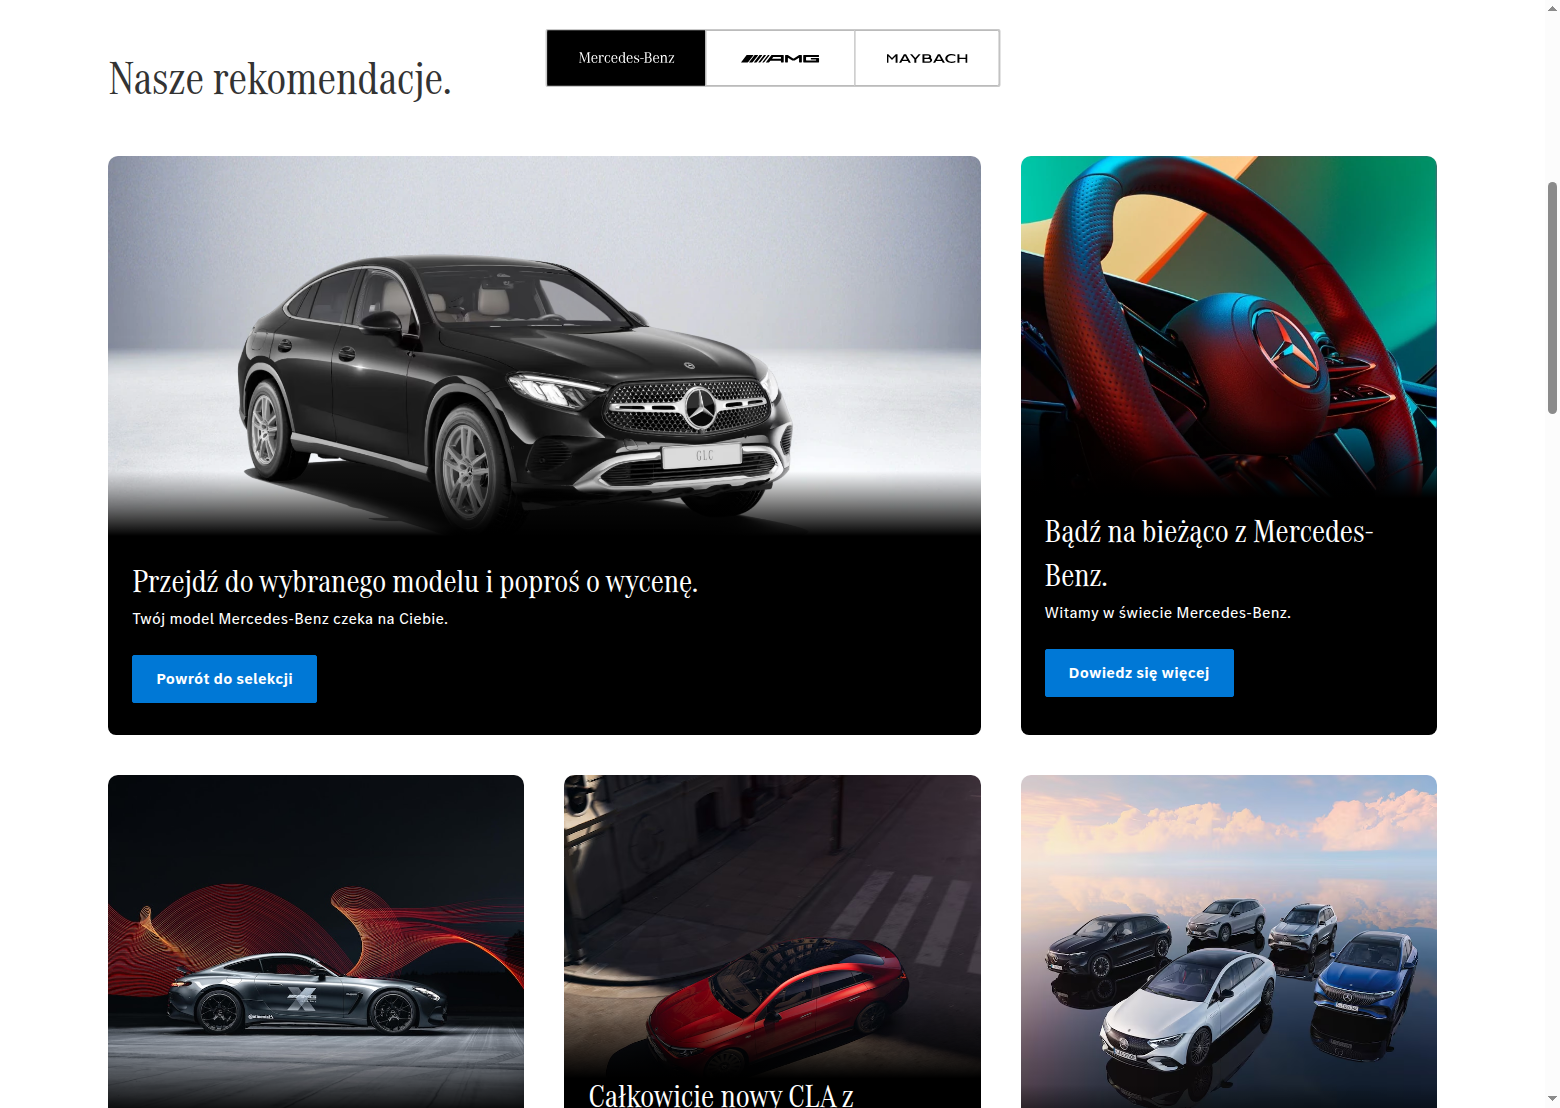 Mercedes-Benz
AMG
MAYBACH
Nasze rekomendacje.
GLC
Przejdź do wybranego modelu i poproś o wycenę.
Twój model Mercedes-Benz czeka na Ciebie.
Powrót do selekcji
Bądź na bieżąco z Mercedes-
Benz.
Witamy w świecie Mercedes-Benz.
Dowiedz się więcej
X
Całkowicie nowy CLA z